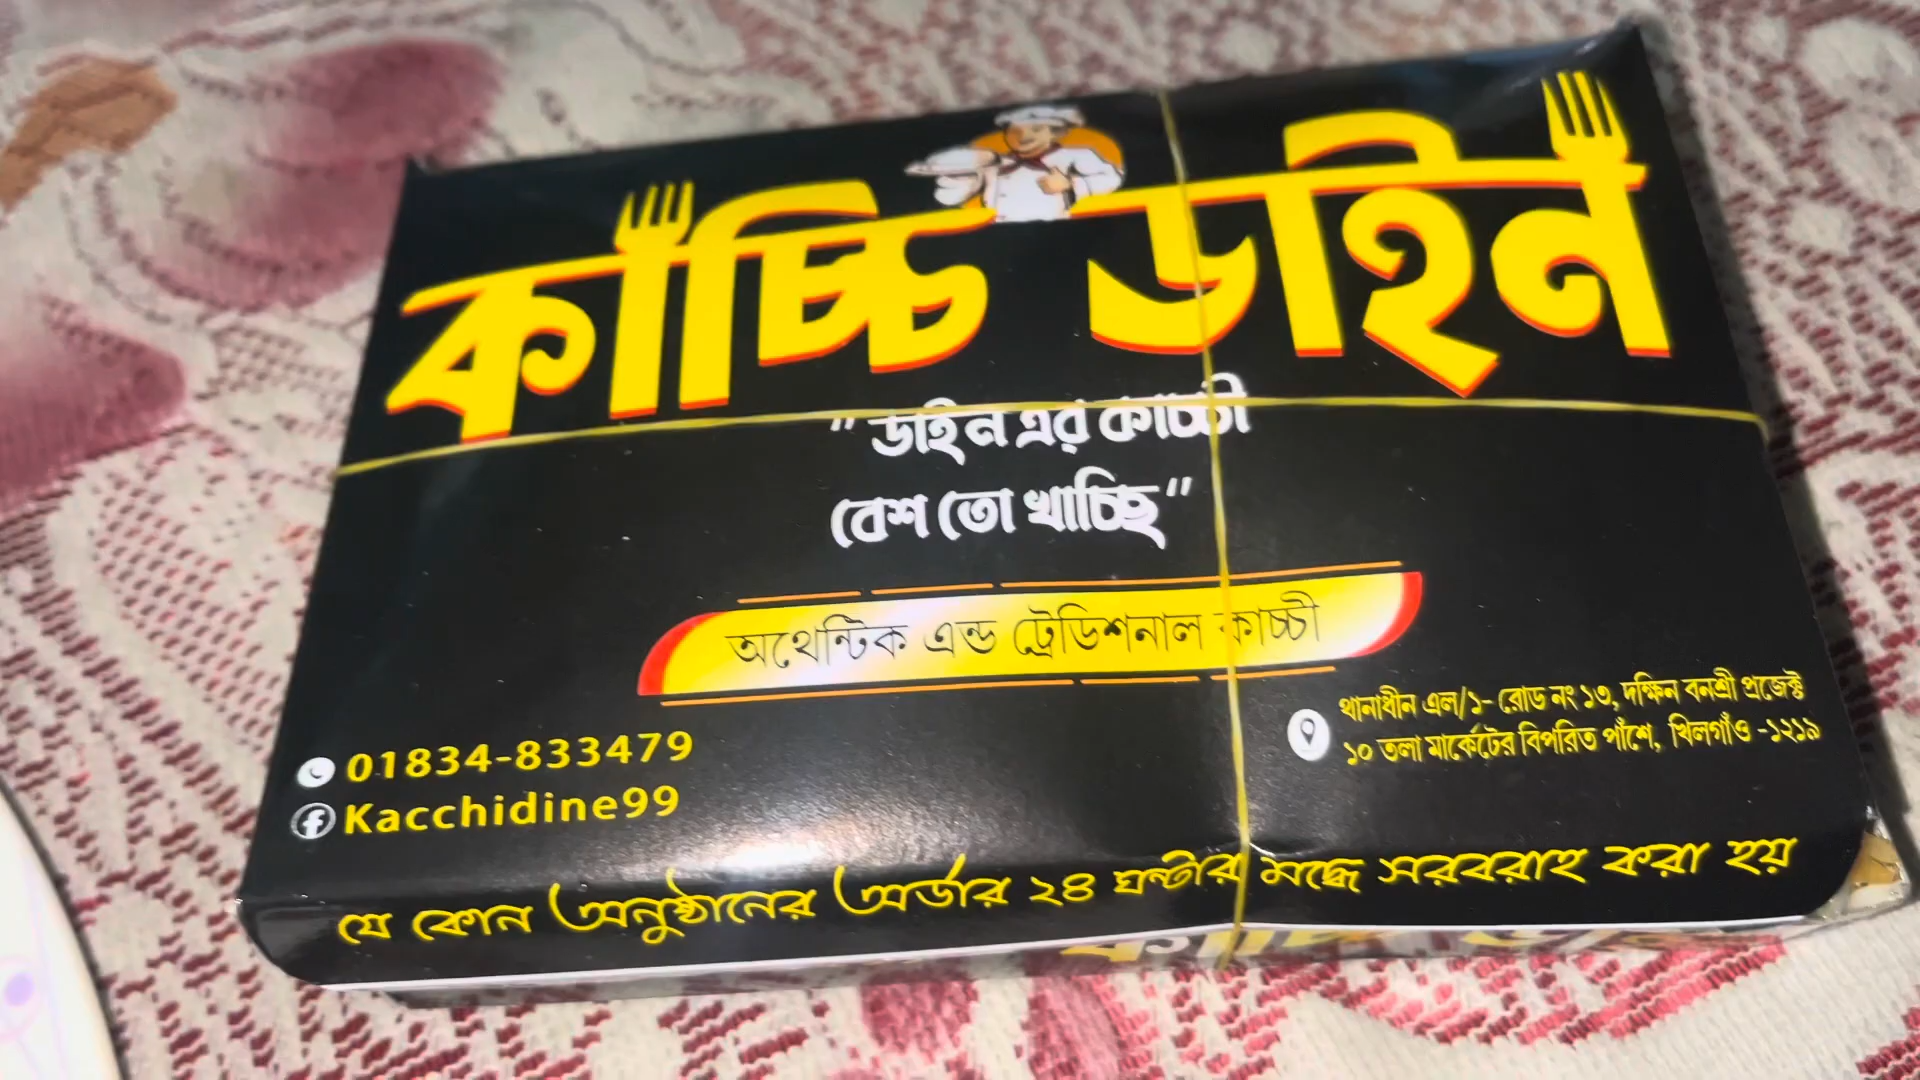 কাচ্চি ডাইন
" ডাইন এর কাচ্চী
বেশ তো খাচ্ছি "
অথেন্টিক এন্ড ট্রেডিশনাল কাচ্চী
01834-833479
Kacchidine99
থানাধীন এল/১- রোড নং ১৩, দক্ষিন বনশ্রী প্রজেক্ট
১০ তলা মার্কেটের বিপরিত পাঁশে, খিলগাঁও -১২১৯
যে কোন অনুষ্ঠানের অর্ডার ২৪ ঘন্টার মদ্ধে সরবরাহ করা হয়